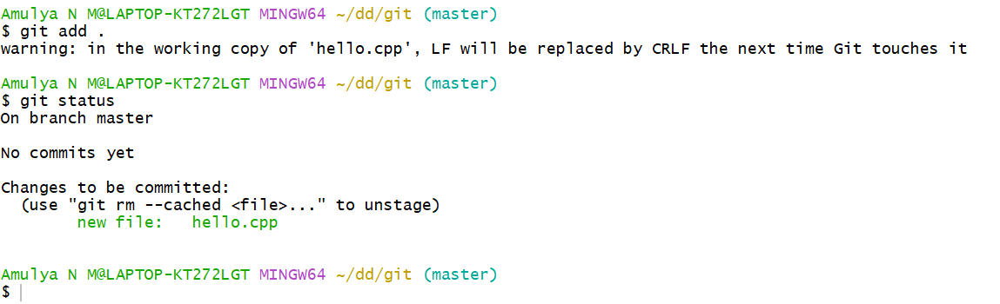 Amulya N M@LAPTOP-KT272LGT MINGW64 ~/dd/git (master)
$ git add .
warning: in the working copy of 'hello.cpp', LF will be replaced by CRLF the next time Git touches it
Amulya N M@LAPTOP-KT272LGT MINGW64 ~/dd/git (master)
$ git status
On branch master
No commits yet
Changes to be committed:
(use "git rm --cached <file>..." to unstage)
new file:   hello.cpp
Amulya N M@LAPTOP-KT272LGT MINGW64 ~/dd/git (master)
$